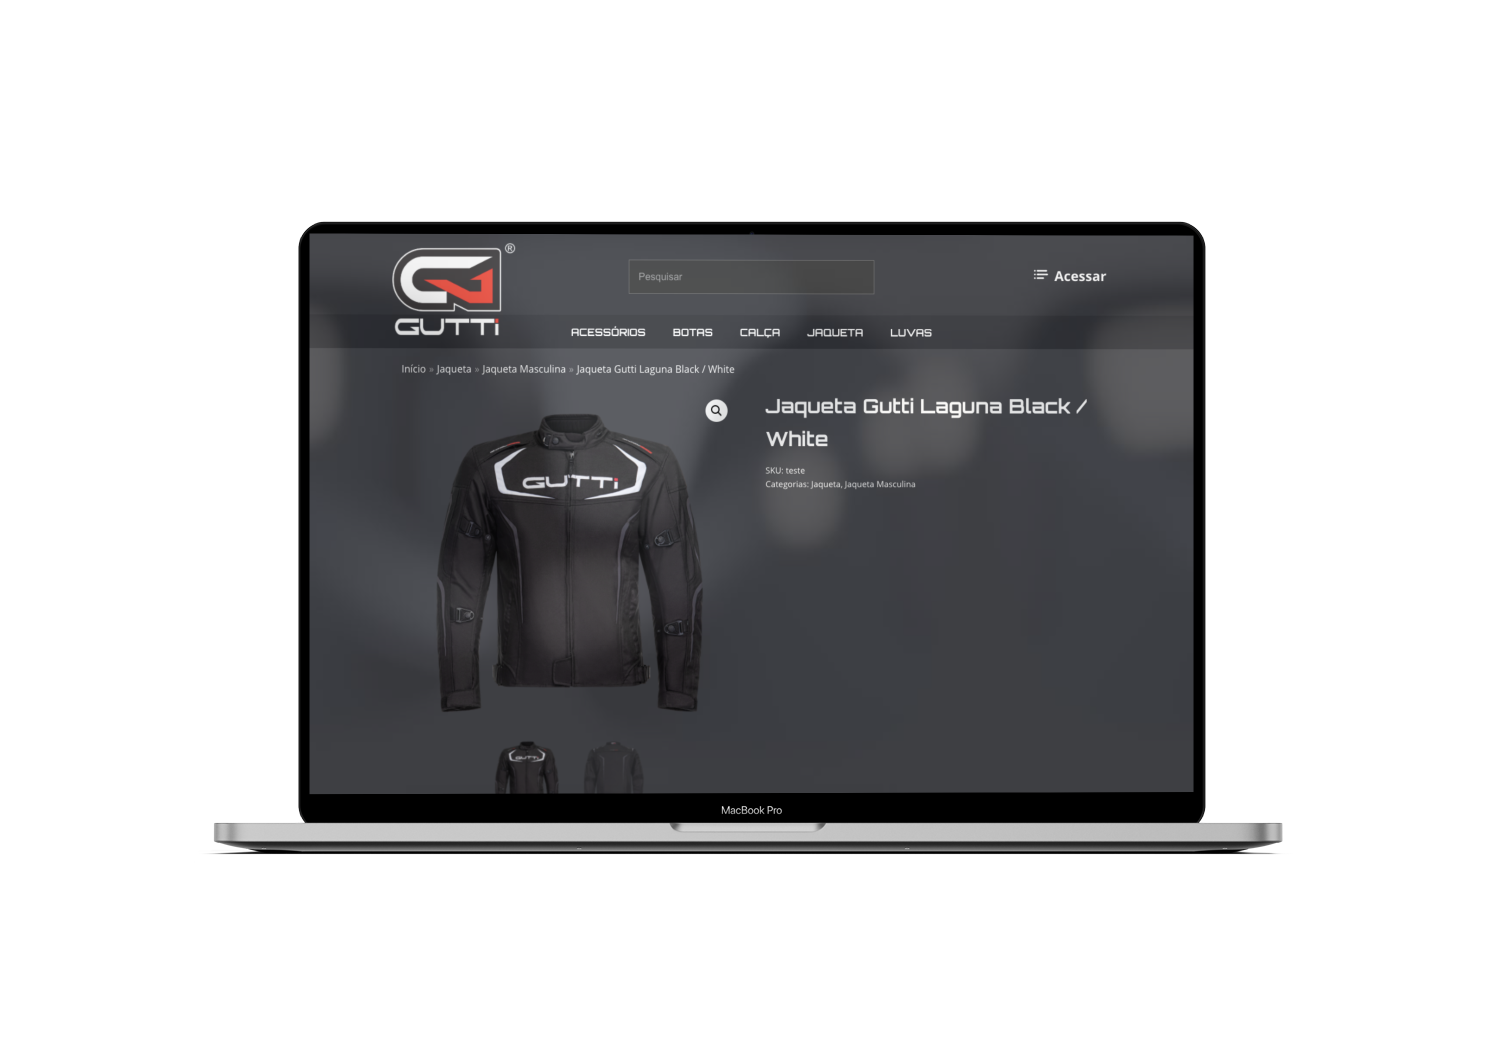 ®
GUTTi
Pesquisar
Acessar
ACESSÓRIOS BOTAS CALÇA JAQUETA LUVAS
Início » Jaqueta » Jaqueta Masculina » Jaqueta Gutti Laguna Black / White
GUTTi
Jaqueta Gutti Laguna Black /
White
SKU: teste
Categorias: Jaqueta, Jaqueta Masculina
GUTTi
MacBook Pro